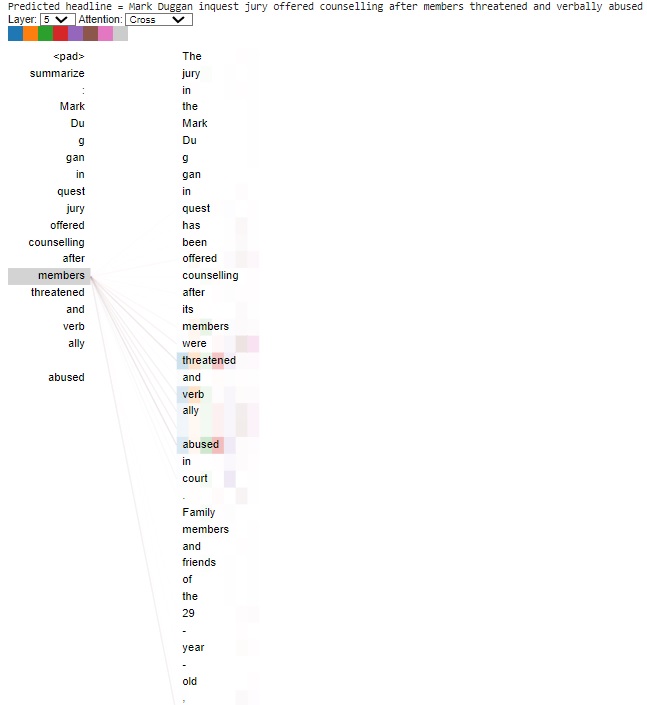 Predicted headline = Mark Duggan inquest jury offered counselling after members threatened and verbally abused
Layer: 5 Attention: Cross
<pad> The
summarize jury
: in
Mark the
Du Mark
g Du
gan g
in gan
quest in
jury quest
offered has
counselling been
after offered
members counselling
threatened after
and its
verb members
ally were
threatened
abused and
verb
ally
abused
in
court
.
Family
members
and
friends
of
the
29
-
year
-
old
,